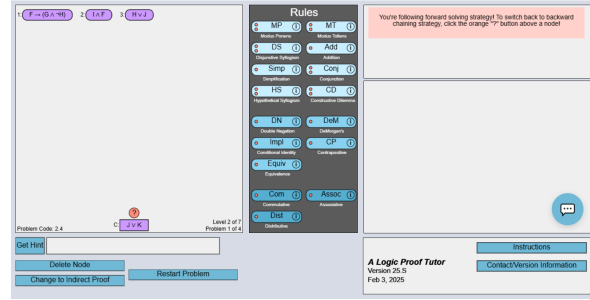 1: F → (G ∧ ¬H) 2: I ∧ F 3: H ∨ J
?
C: J ∨ K
Problem Code: 2.4
Level 2 of 7
Problem 1 of 4
Rules
MP MT
Modus Ponens Modus Tollens
DS Add
Disjunctive Syllogism Addition
Simp Conj
Simplification Conjunction
HS CD
Hypothetical Syllogism Constructive Dilemma
DN DeM
Double Negation DeMorgan's
Impl CP
Conditional Identity Contrapositive
Equiv
Equivalence
Com Assoc
Commutative Associative
Dist
Distributive
You're following forward solving strategy! To switch back to backward
chaining strategy, click the orange "?" button above a node!
Get Hint
Delete Node
Change to Indirect Proof
Restart Problem
A Logic Proof Tutor
Version 25.S
Feb 3, 2025
Instructions
Contact/Version Information